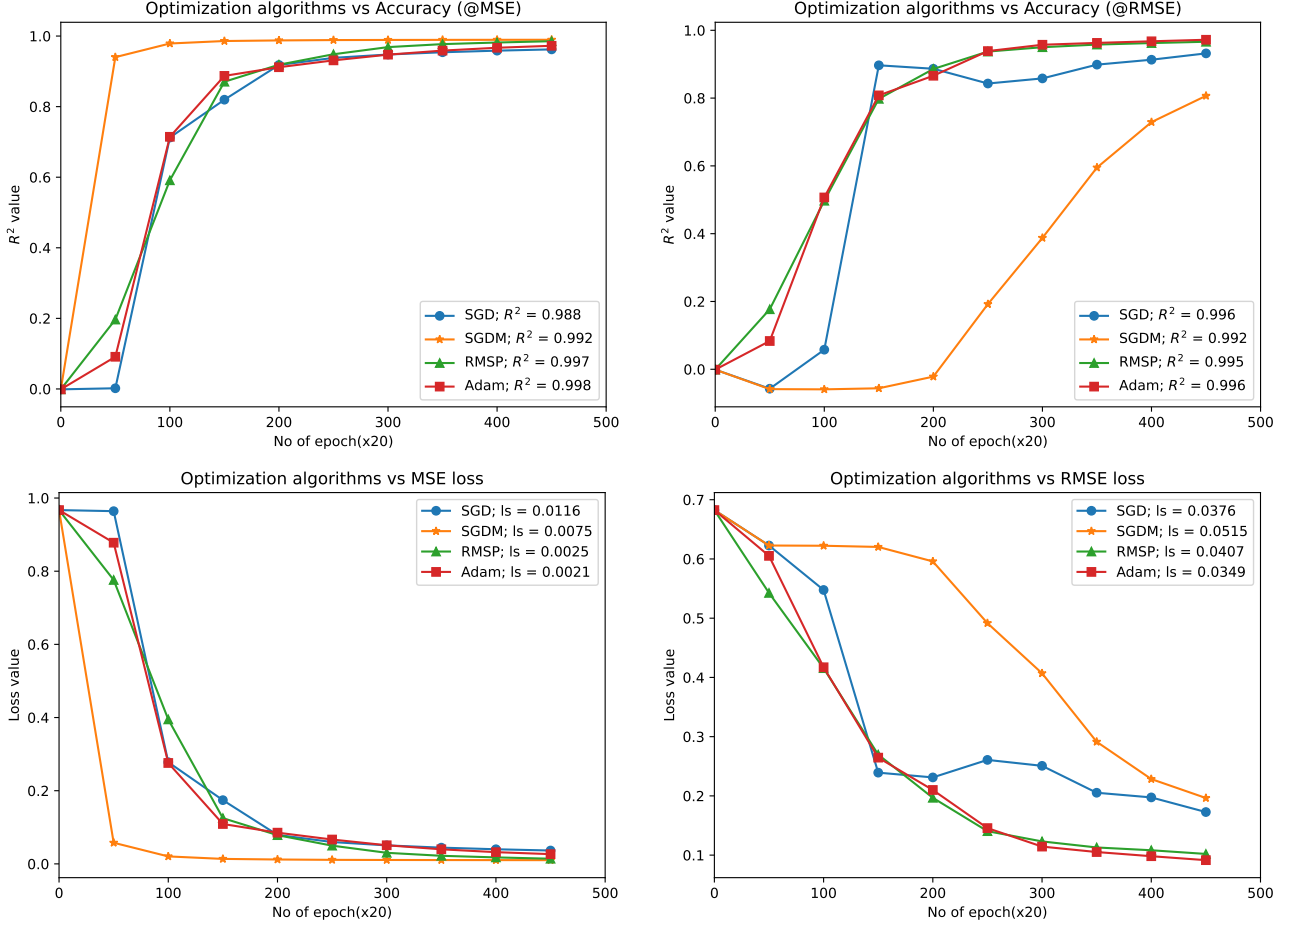 Optimization algorithms vs Accuracy (@MSE)
1.0
0.8
0.6
0.4
0.2
0.0
R² value
0 100 200 300 400 500
No of epoch(x20)
SGD; R² = 0.988
SGDM; R² = 0.992
RMSP; R² = 0.997
Adam; R² = 0.998
Optimization algorithms vs Accuracy (@RMSE)
1.0
0.8
0.6
0.4
0.2
0.0
R² value
0 100 200 300 400 500
No of epoch(x20)
SGD; R² = 0.996
SGDM; R² = 0.992
RMSP; R² = 0.995
Adam; R² = 0.996
Optimization algorithms vs MSE loss
1.0
0.8
0.6
0.4
0.2
0.0
Loss value
0 100 200 300 400 500
No of epoch(x20)
SGD; ls = 0.0116
SGDM; ls = 0.0075
RMSP; ls = 0.0025
Adam; ls = 0.0021
Optimization algorithms vs RMSE loss
0.7
0.6
0.5
0.4
0.3
0.2
0.1
Loss value
0 100 200 300 400 500
No of epoch(x20)
SGD; ls = 0.0376
SGDM; ls = 0.0515
RMSP; ls = 0.0407
Adam; ls = 0.0349